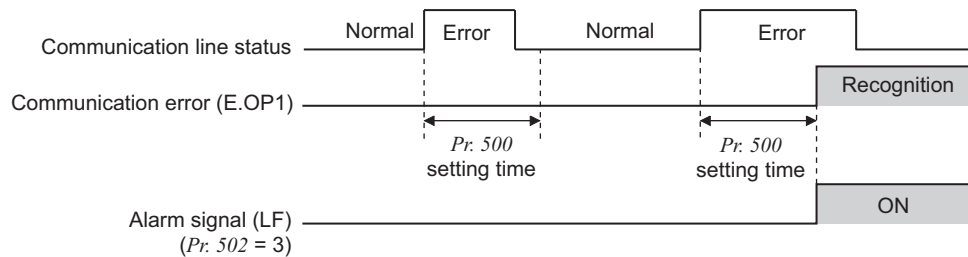 Communication line status
Normal
Error
Normal
Error
Communication error (E.OP1)
Recognition
Pr. 500
setting time
Pr. 500
setting time
Alarm signal (LF)
(Pr. 502 = 3)
ON